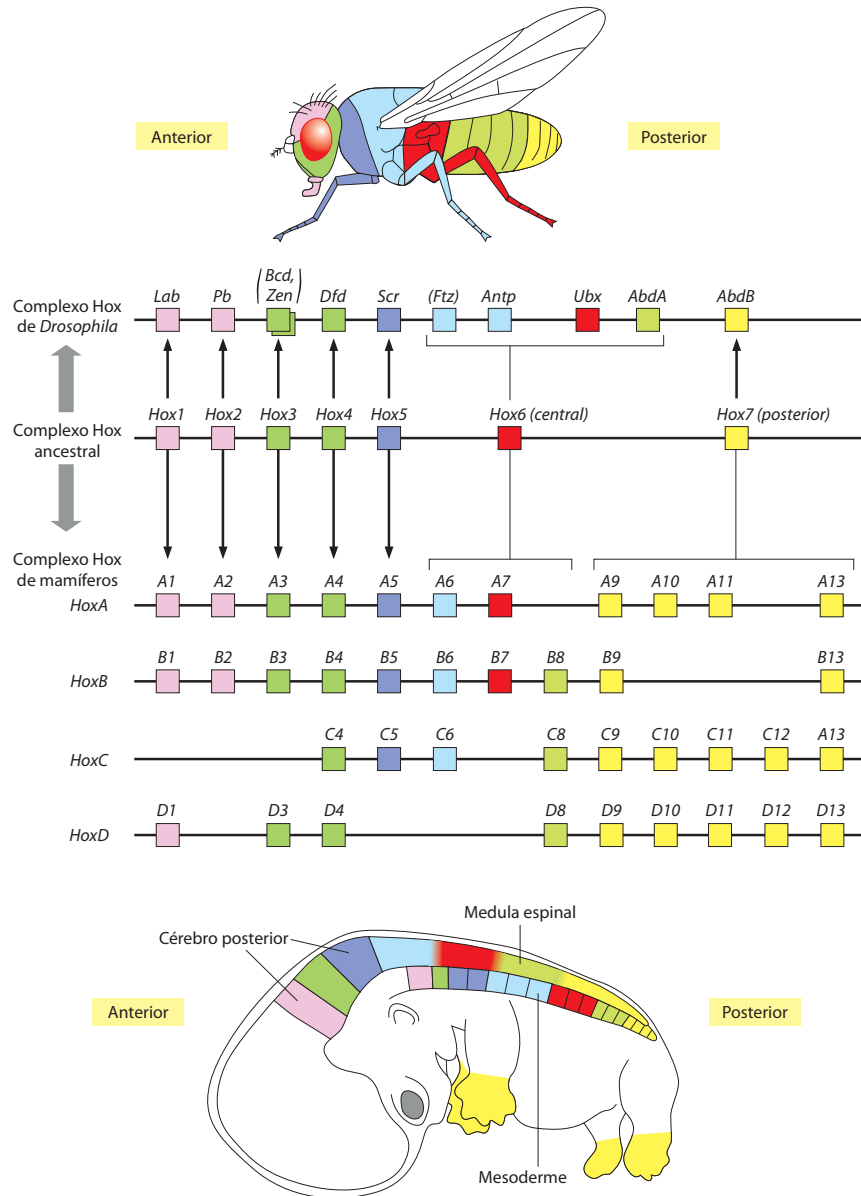 Anterior
Posterior
(Bcd,
Zen)
Lab Pb Dfd Scr (Ftz) Antp Ubx AbdA AbdB
Complexo Hox
de Drosophila
Hox1 Hox2 Hox3 Hox4 Hox5 Hox6 (central) Hox7 (posterior)
Complexo Hox
ancestral
Complexo Hox
de mamíferos
A1 A2 A3 A4 A5 A6 A7 A9 A10 A11 A13
HoxA
B1 B2 B3 B4 B5 B6 B7 B8 B9 B13
HoxB
C4 C5 C6 C8 C9 C10 C11 C12 A13
HoxC
D1 D3 D4 D8 D9 D10 D11 D12 D13
HoxD
Medula espinal
Cérebro posterior
Anterior
Posterior
Mesoderme